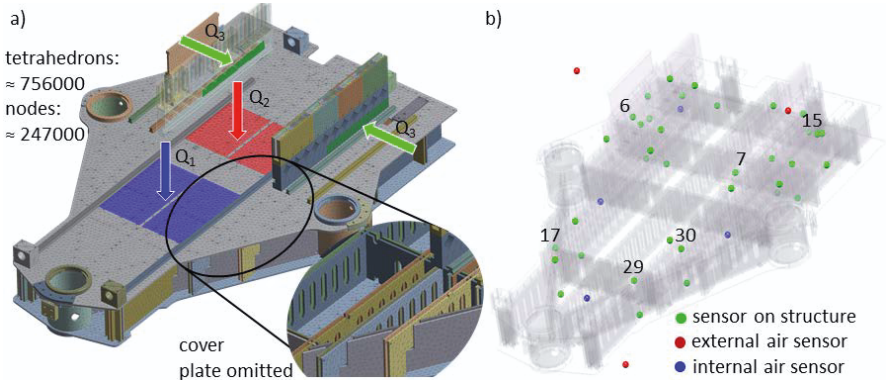 a)
tetrahedrons:
≈ 756000
nodes:
≈ 247000
Q3
Q2
Q3
Q1
cover
plate omitted
b)
6
15
7
17
30
29
sensor on structure
external air sensor
internal air sensor